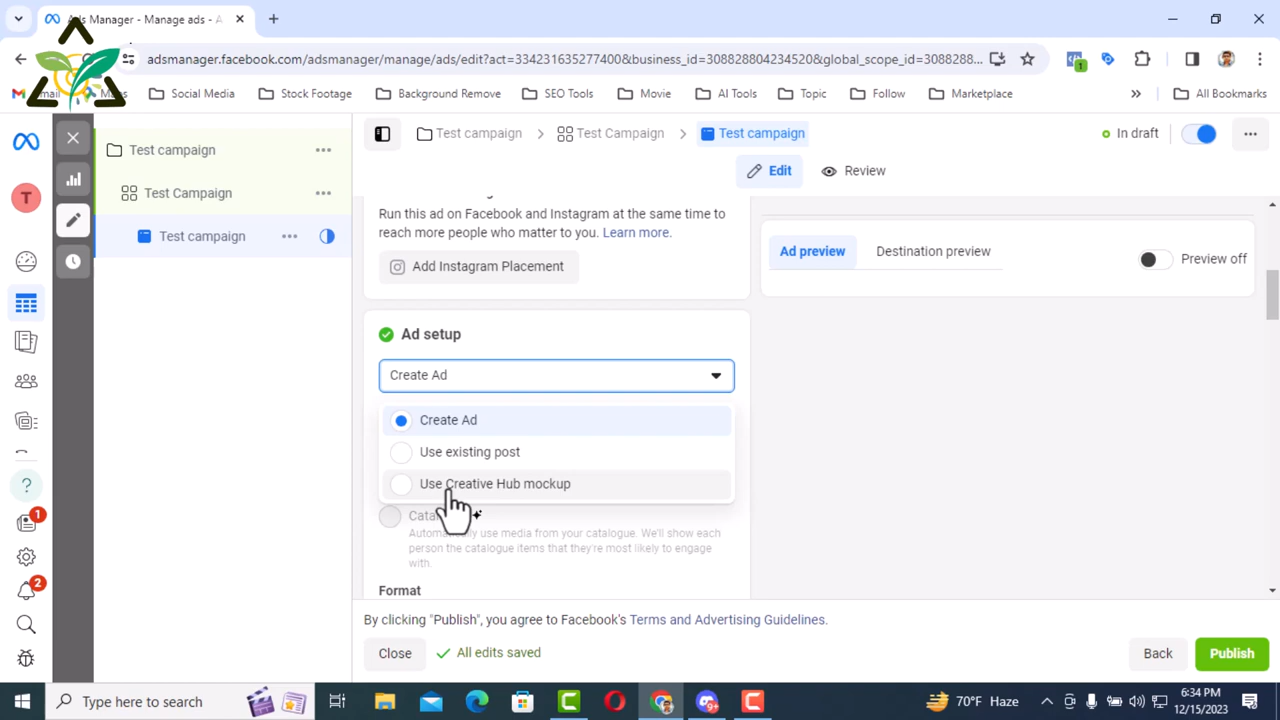 Ads Manager - Manage ads - A
adsmanager.facebook.com/adsmanager/manage/ads/edit?act=334231635277400&business_id=308828804234520&global_scope_id=3088288...
Maps
Social Media
Stock Footage
Background Remove
SEO Tools
Movie
AI Tools
Topic
Follow
Marketplace
All Bookmarks
Test campaign
Test Campaign
Test campaign
In draft
Edit
Review
T
Test campaign
Test Campaign
Test campaign
Run this ad on Facebook and Instagram at the same time to
reach more people who matter to you. Learn more.
Add Instagram Placement
Ad preview
Destination preview
Preview off
Ad setup
Create Ad
Create Ad
Use existing post
Use Creative Hub mockup
Automatically use media from your catalogue. We'll show each
person the catalogue items that they're most likely to engage
with.
Format
By clicking "Publish", you agree to Facebook's Terms and Advertising Guidelines.
Close
All edits saved
Back
Publish
1
?
1
2
Type here to search
70°F Haze
6:34 PM
12/15/2023